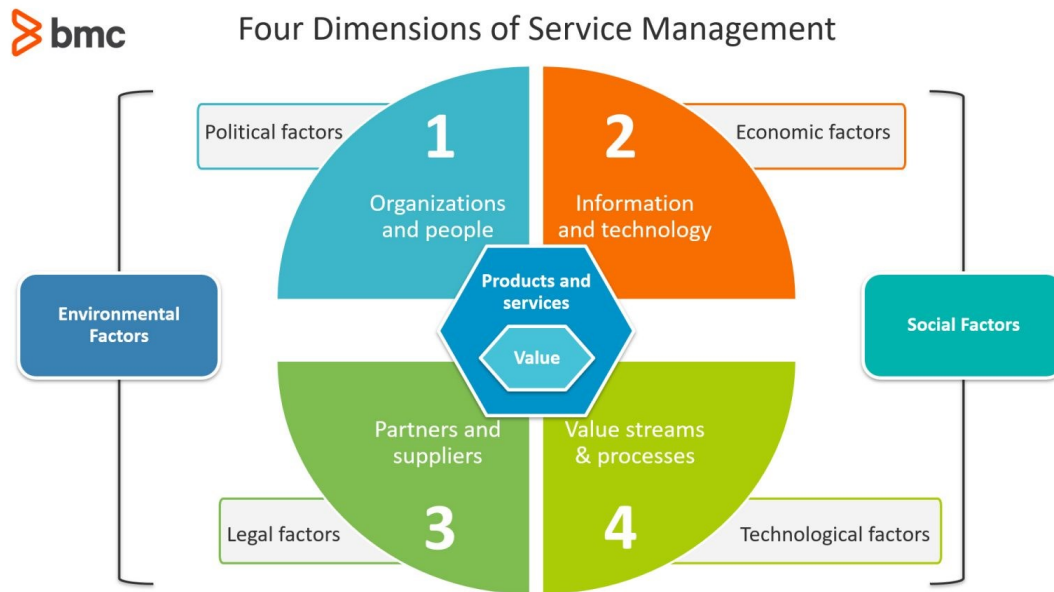 bmc
Four Dimensions of Service Management
Political factors
1
2
Economic factors
Organizations
and people
Information
and technology
Products and
services
Environmental
Factors
Value
Social Factors
Partners and
suppliers
Value streams
& processes
Legal factors
3
4
Technological factors